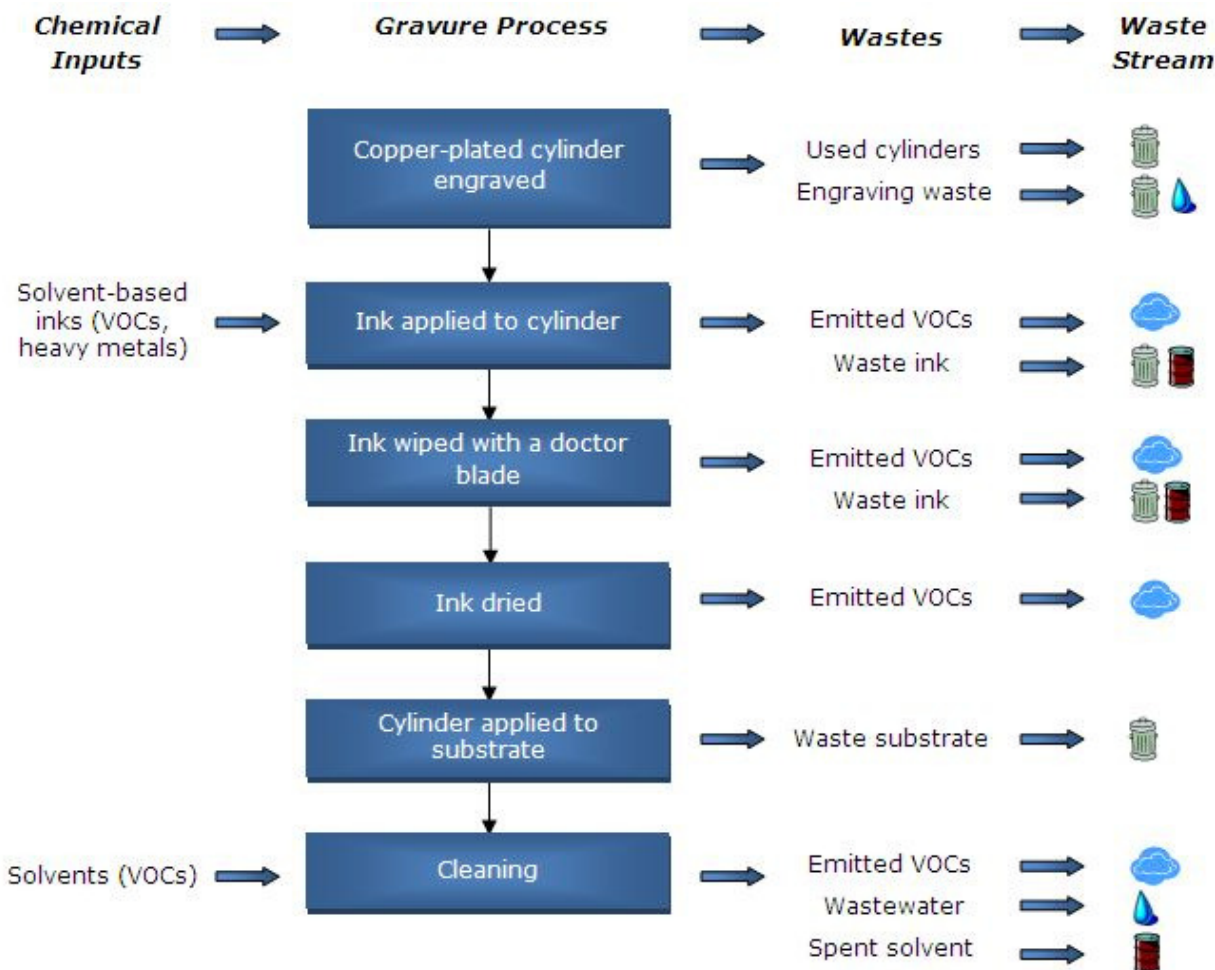 Chemical
Inputs
Gravure Process
Wastes
Waste
Stream
Copper-plated cylinder
engraved
Used cylinders
Engraving waste
Solvent-based
inks (VOCs,
heavy metals)
Ink applied to cylinder
Emitted VOCs
Waste ink
Ink wiped with a doctor
blade
Emitted VOCs
Waste ink
Ink dried
Emitted VOCs
Cylinder applied to
substrate
Waste substrate
Solvents (VOCs)
Cleaning
Emitted VOCs
Wastewater
Spent solvent